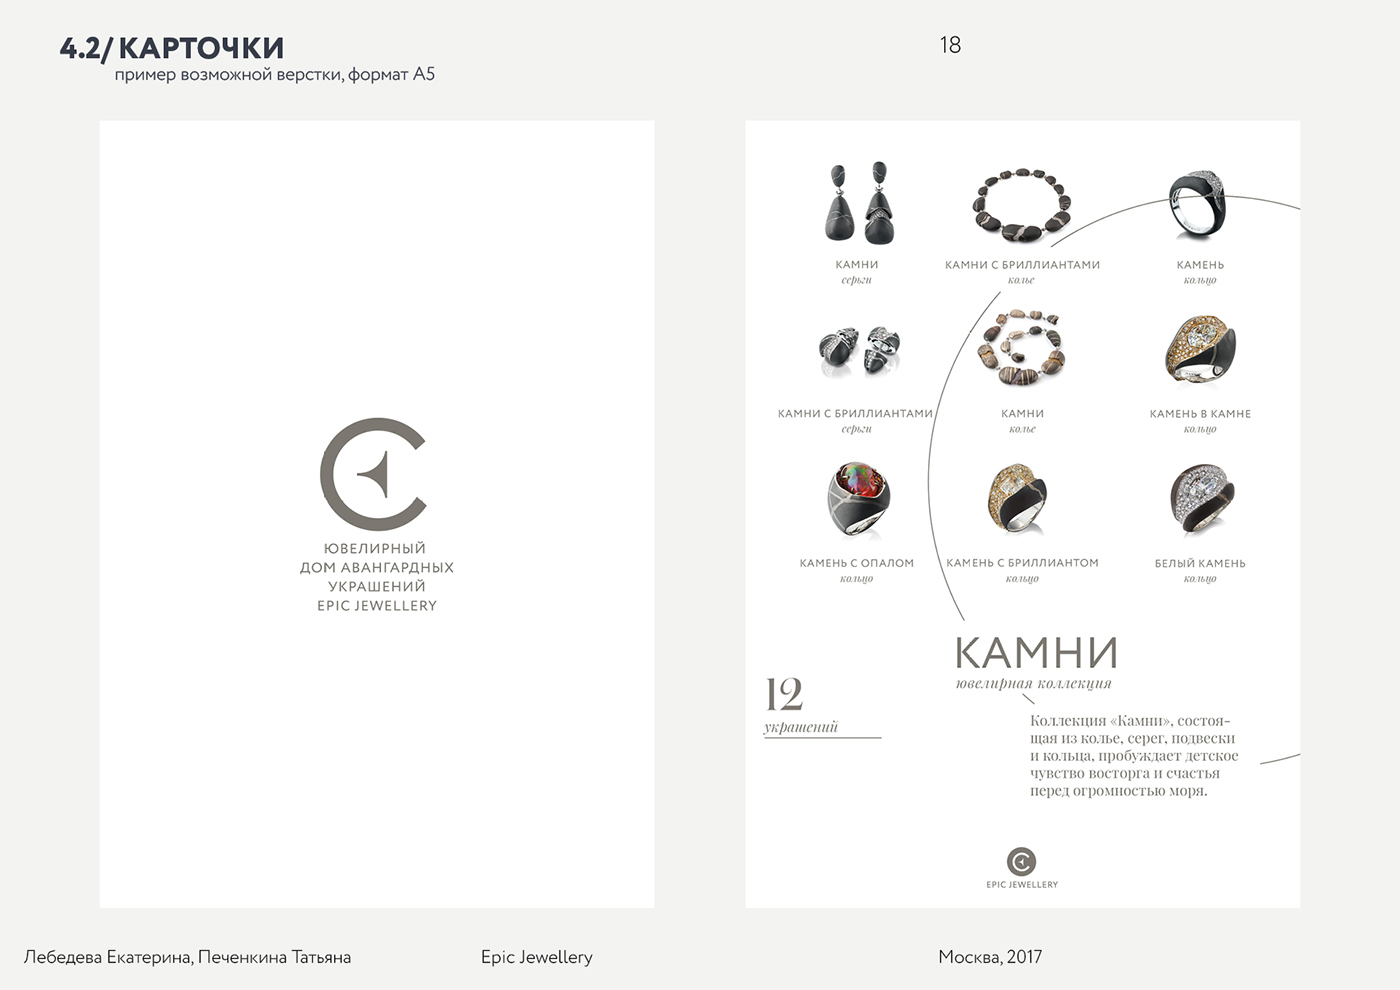 4.2/ КАРТОЧКИ
пример возможной верстки, формат А5
18
ЮВЕЛИРНЫЙ
ДОМ АВАНГАРДНЫХ
УКРАШЕНИЙ
EPIC JEWELLERY
КАМНИ
серьги
КАМНИ С БРИЛЛИАНТАМИ
колье
КАМЕНЬ
кольцо
КАМНИ С БРИЛЛИАНТАМИ
серьги
КАМНИ
колье
КАМЕНЬ В КАМНЕ
кольцо
КАМЕНЬ С ОПАЛОМ
кольцо
КАМЕНЬ С БРИЛЛИАНТОМ
кольцо
БЕЛЫЙ КАМЕНЬ
кольцо
КАМНИ
ювелирная коллекция
12
украшений
Коллекция «Камни», состоя-
щая из колье, серег, подвески
и кольца, пробуждает детское
чувство восторга и счастья
перед огромностью моря.
EPIC JEWELLERY
Лебедева Екатерина, Печенкина Татьяна
Epic Jewellery
Москва, 2017